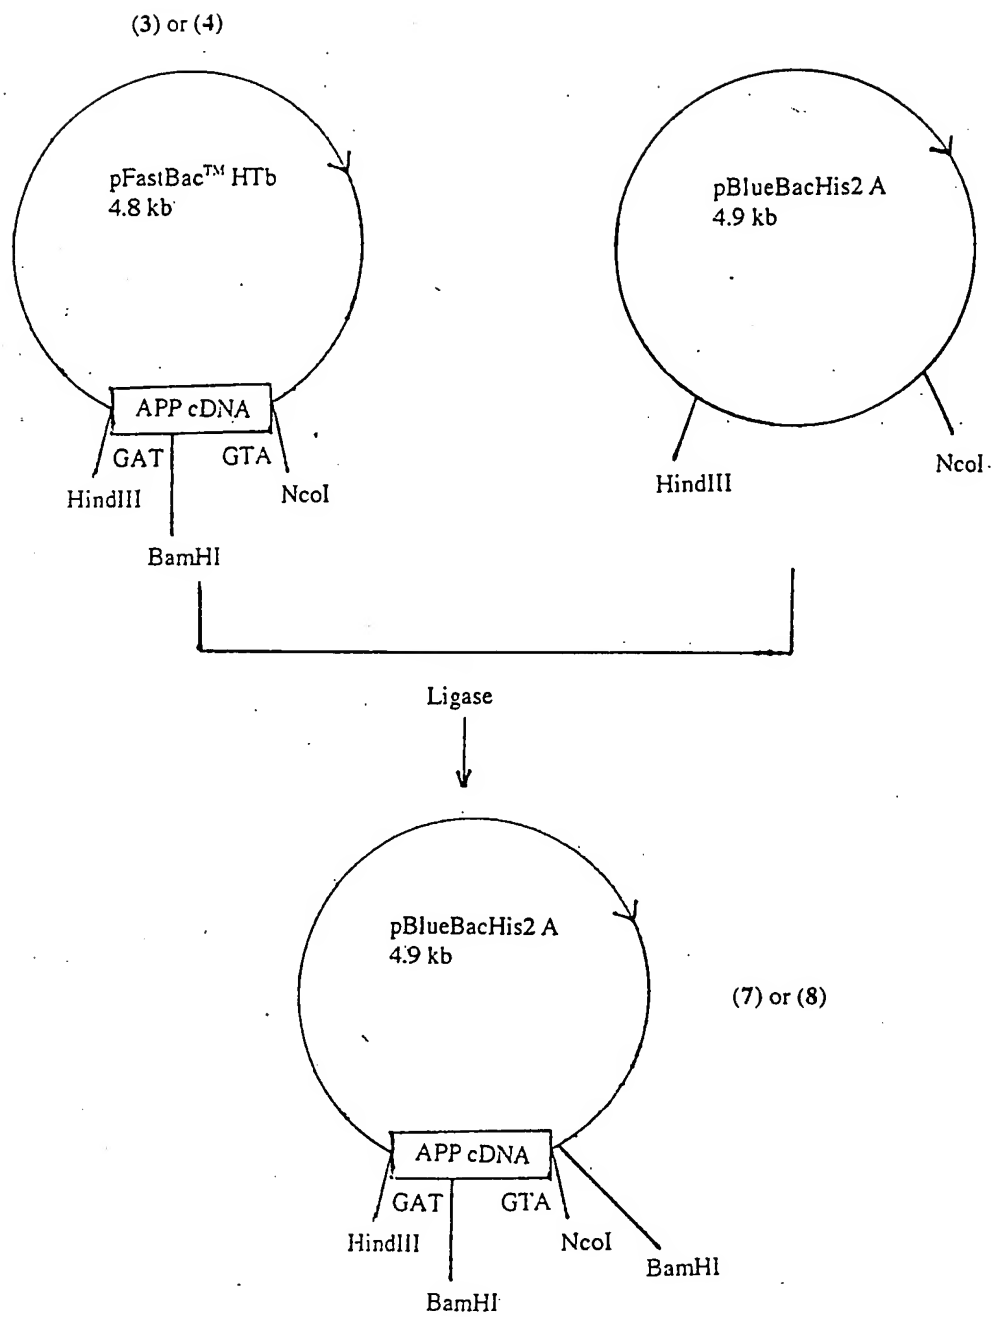 (3) or (4)
pFastBac™ HTb
4.8 kb
pBlueBacHis2 A
4.9 kb
APP cDNA
GAT GTA
HindIII
NcoI
BamHI
HindIII
NcoI
Ligase
pBlueBacHis2 A
4.9 kb
(7) or (8)
APP cDNA
GAT GTA
HindIII
NcoI
BamHI
BamHI